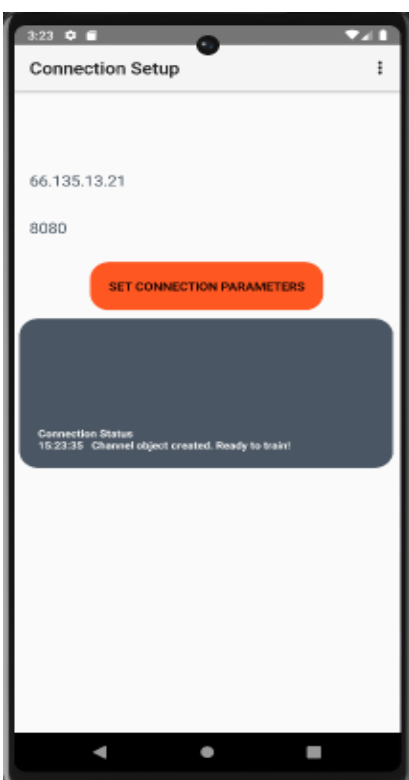 3:23
Connection Setup
66.135.13.21
8080
SET CONNECTION PARAMETERS
Connection Status
15:23:35 Channel object created. Ready to train!